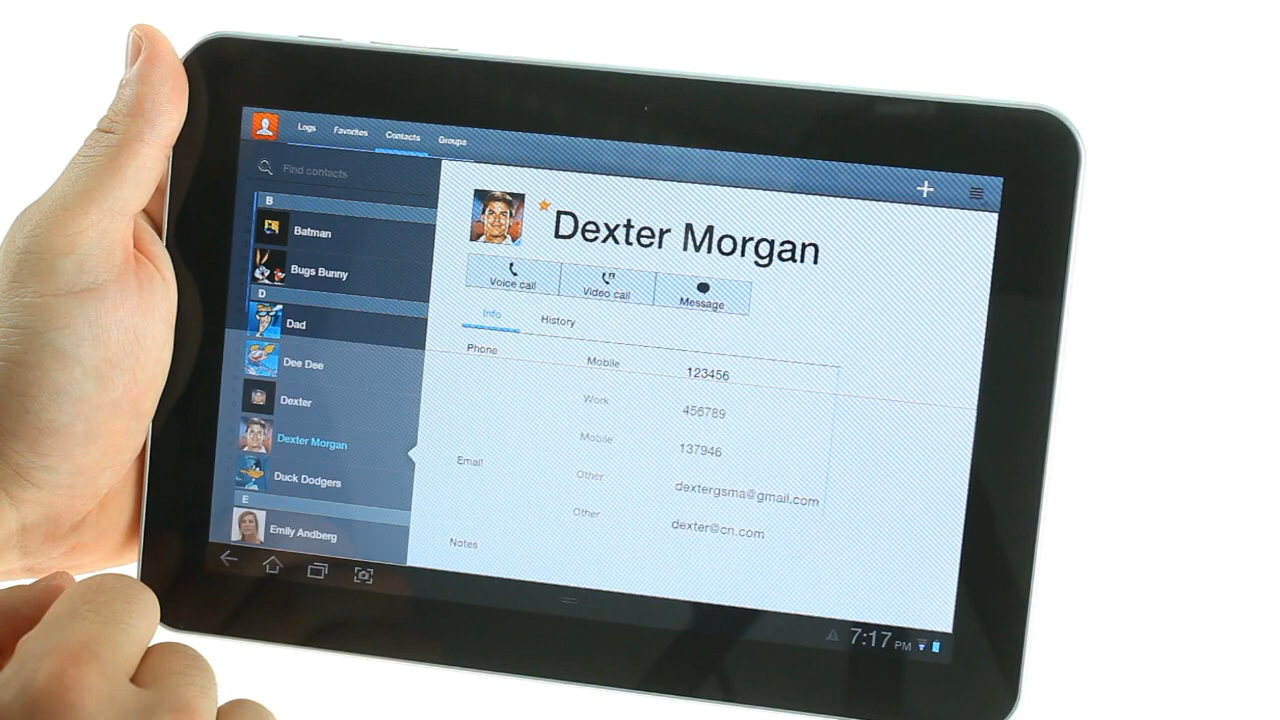 Logs Favorites Contacts Groups
Find contacts
B
Batman
Bugs Bunny
D
Dad
Dee Dee
Dexter
Dexter Morgan
Duck Dodgers
E
Emily Andberg
Dexter Morgan
Voice call Video call Message
Info History
Phone Mobile 123456
Work 456789
Mobile 137946
Email Other dextergsma@gmail.com
Other dexter@cn.com
Notes
7:17 PM